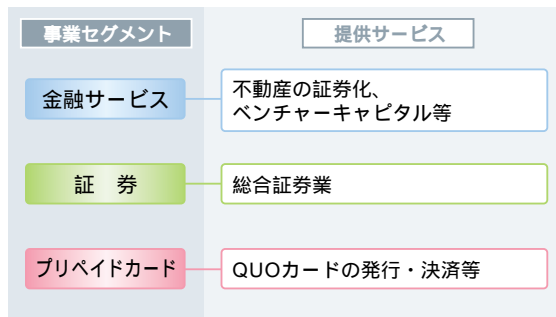 事業セグメント
提供サービス
金融サービス
不動産の証券化、
ベンチャーキャピタル等
証　券
総合証券業
プリペイドカード
QUOカードの発行・決済等